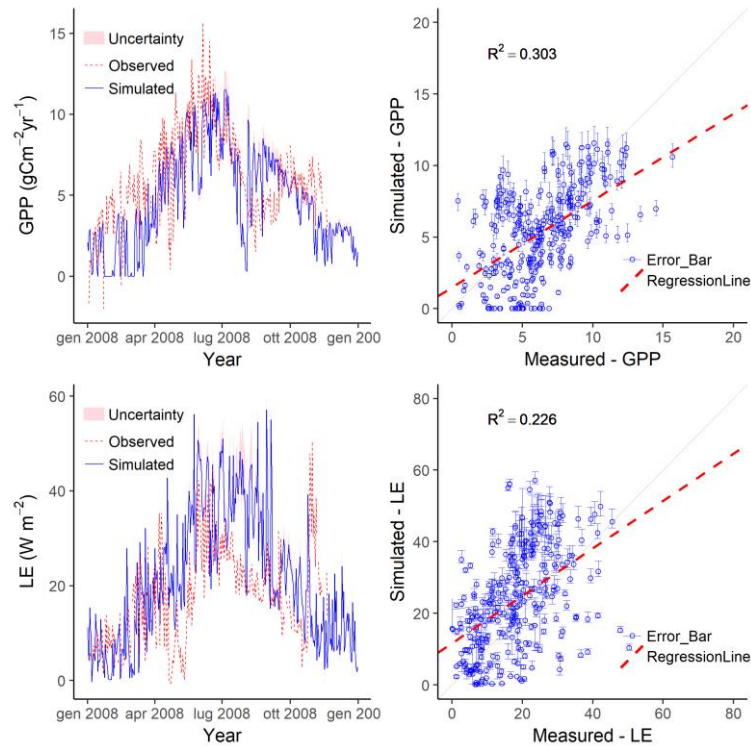 Uncertainty
Observed
Simulated
GPP (gCm⁻²yr⁻¹)
15
10
5
0
gen 2008 apr 2008 lug 2008 ott 2008 gen 200
Year
R² = 0.303
Simulated - GPP
20
15
10
5
0
Error_Bar
RegressionLine
0 5 10 15 20
Measured - GPP
Uncertainty
Observed
Simulated
LE (W m⁻²)
60
40
20
0
gen 2008 apr 2008 lug 2008 ott 2008 gen 200
Year
R² = 0.226
Simulated - LE
80
60
40
20
0
Error_Bar
RegressionLine
0 20 40 60 80
Measured - LE